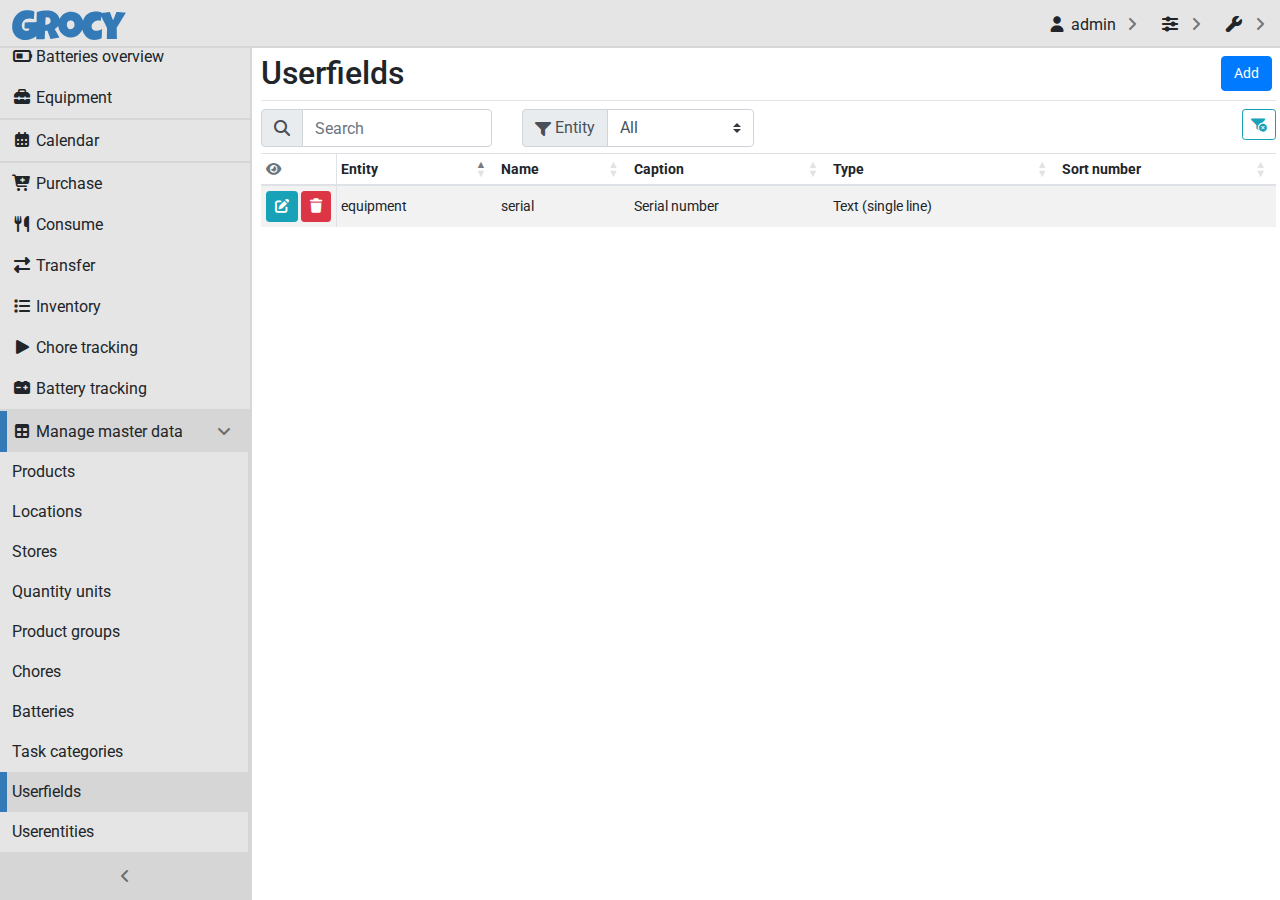 GROCY
admin
Batteries overview
Equipment
Calendar
Purchase
Consume
Transfer
Inventory
Chore tracking
Battery tracking
Manage master data
Products
Locations
Stores
Quantity units
Product groups
Chores
Batteries
Task categories
Userfields
Userentities
Userfields
Add
Search
Entity All
Entity Name Caption Type Sort number
equipment serial Serial number Text (single line)